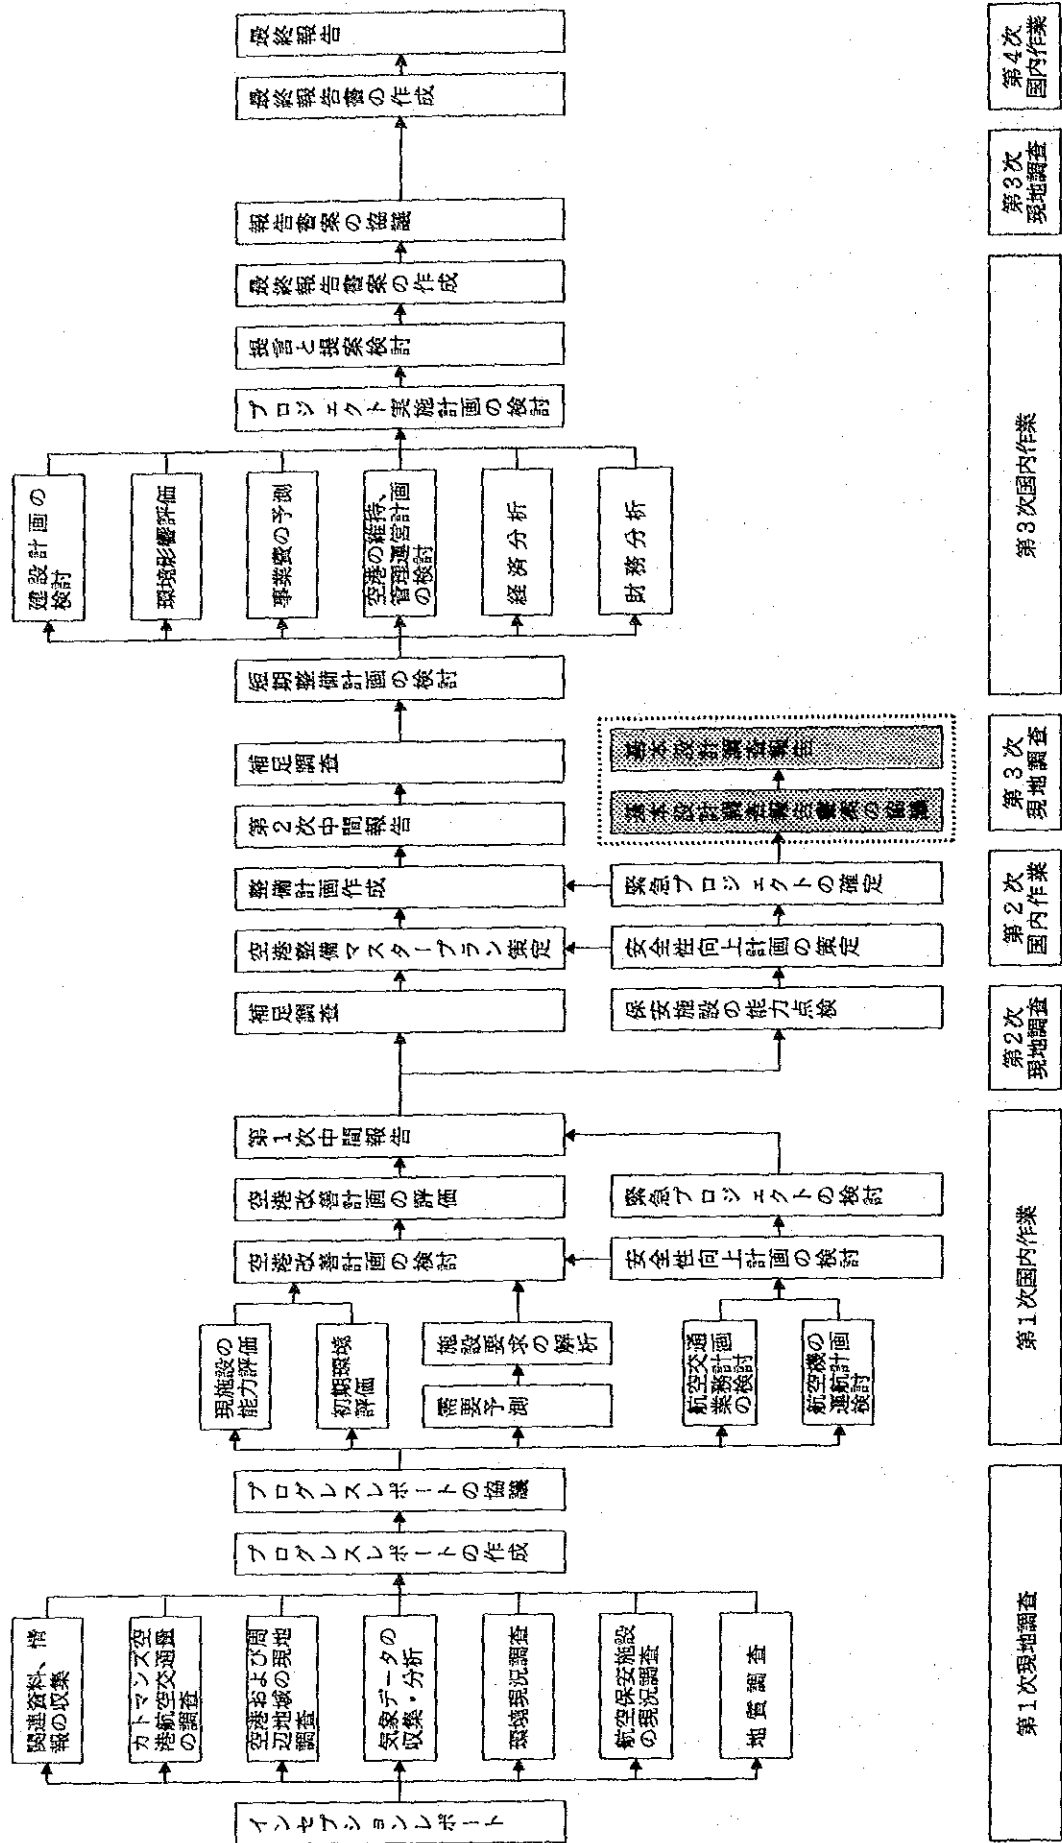 インセプションレポート
関連資料、情
報の収集
カトマンズ空
港航空交通量
の調査
空港および周
辺地域の現地
調査
気象データの
収集・分析
環境現況調査
航空保安施設
の現況調査
地質調査
プログレスレポートの作成
プログレスレポートの協議
現施設の
能力評価
初期環境
評価
需要予測
施設要求の解析
航空交通
業務計画
の検討
航空機の
運航計画
検討
空港改善計画の検討
安全性向上計画の検討
空港改善計画の評価
緊急プロジェクトの検討
第1次中間報告
補足調査
保安施設の能力点検
空港整備マスタープラン策定
安全性向上計画の策定
整備計画作成
緊急プロジェクトの確定
第2次中間報告
基本設計調査報告書案の協議
補足調査
基本設計調査報告
短期整備計画の検討
建設計画の
検討
環境影響評価
事業費の予測
空港の維持、
管理運営計画
の検討
経済分析
財務分析
プロジェクト実施計画の検討
提言と提案検討
最終報告書案の作成
報告書案の協議
最終報告書の作成
最終報告
第1次現地調査
第1次国内作業
第2次
現地調査
第2次
国内作業
第3次
現地調査
第3次国内作業
第3次
現地調査
第4次
国内作業